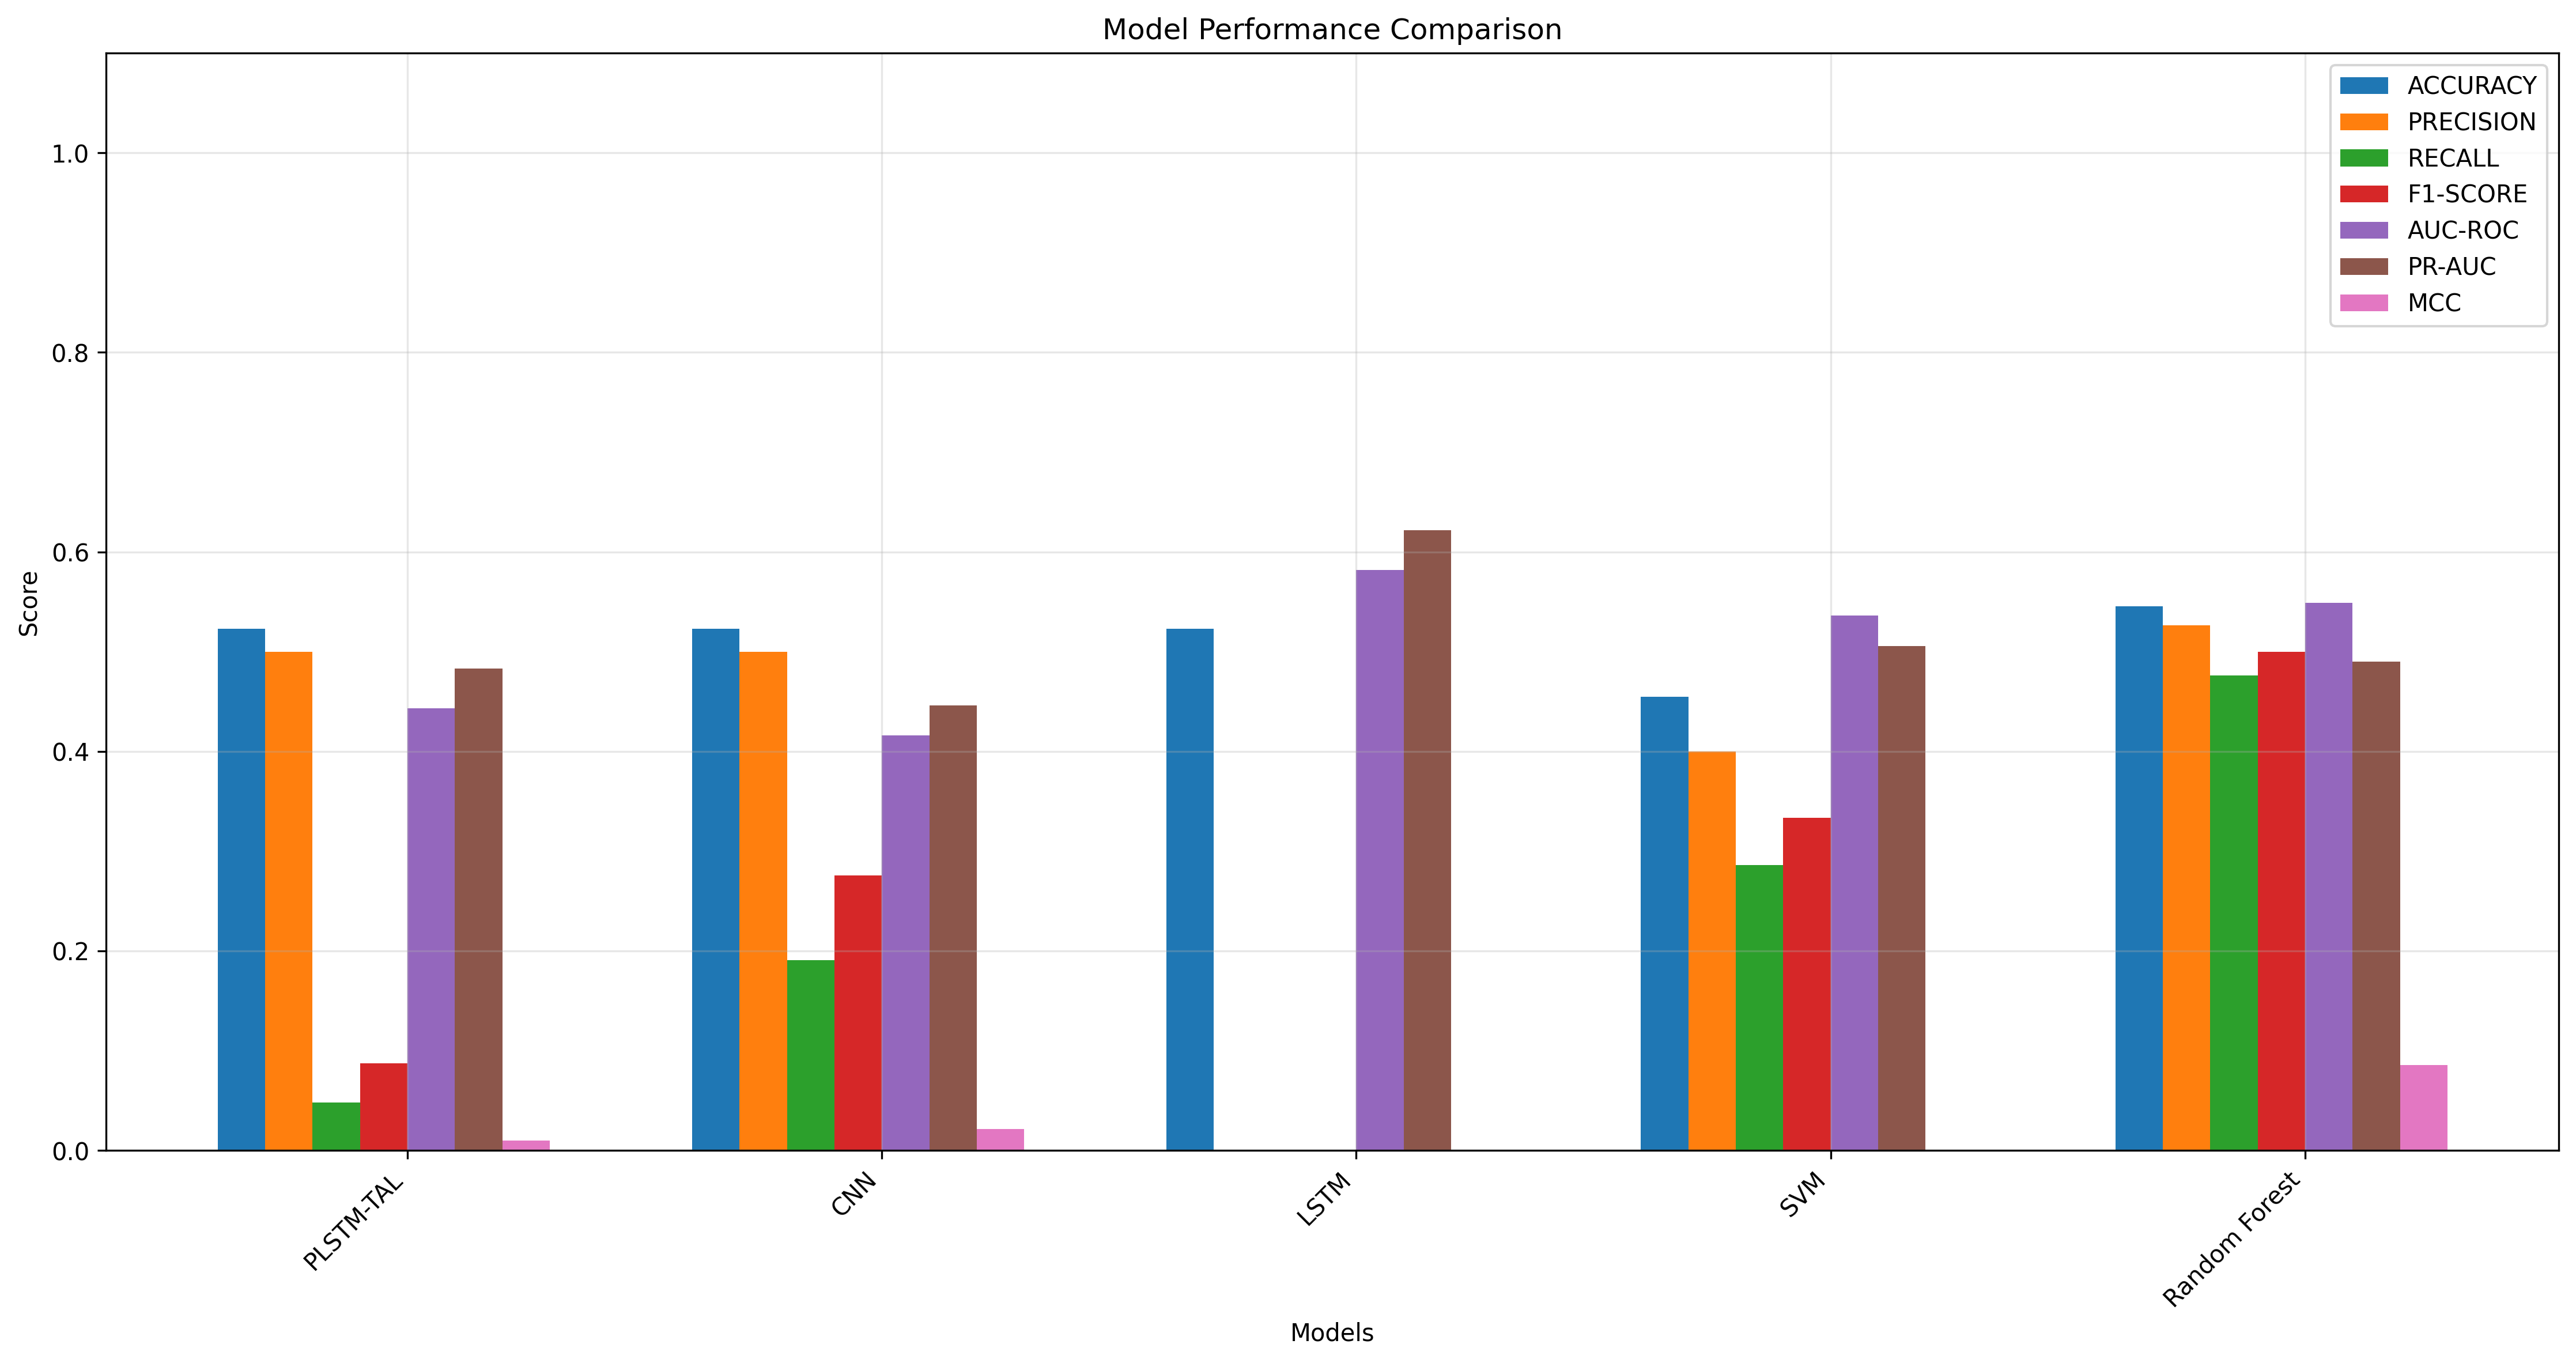 Model Performance Comparison
ACCURACY
PRECISION
RECALL
F1-SCORE
AUC-ROC
PR-AUC
MCC
Score
1.0
0.8
0.6
0.4
0.2
0.0
PLSTM-TAL
CNN
LSTM
SVM
Random Forest
Models